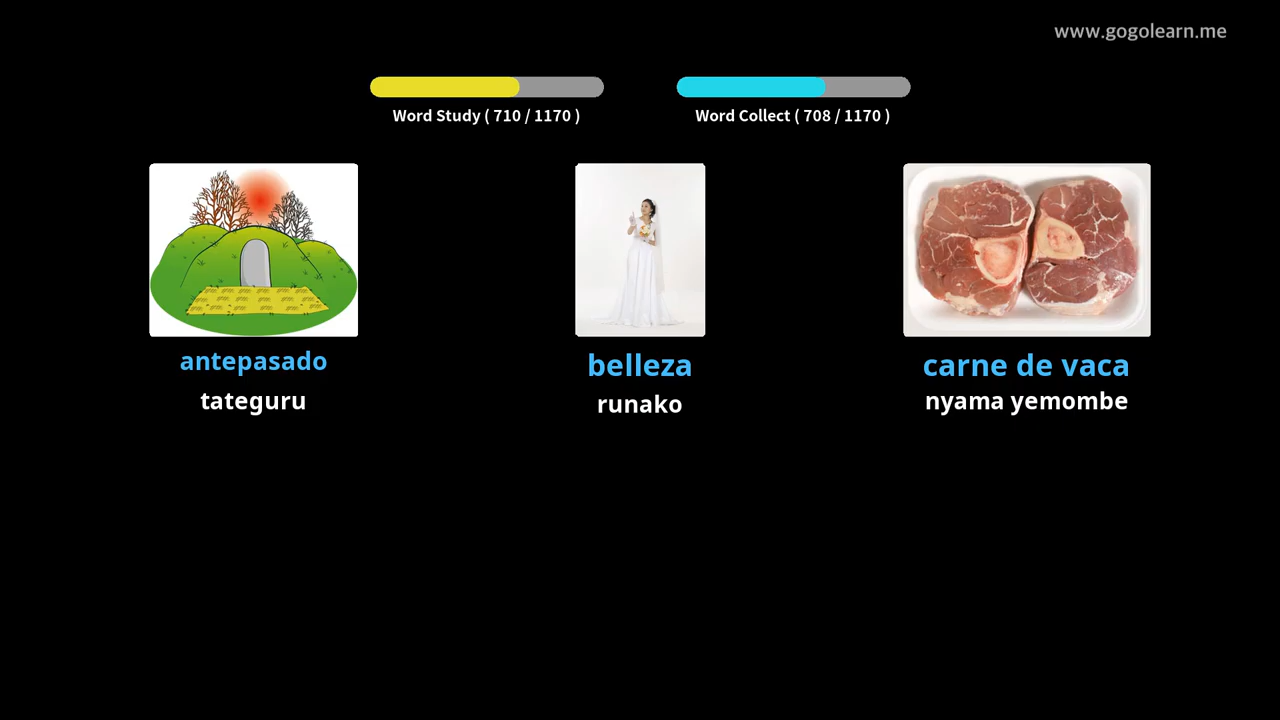 www.gogolearn.me
Word Study ( 710 / 1170 )
Word Collect ( 708 / 1170 )
antepasado
tateguru
belleza
runako
carne de vaca
nyama yemombe